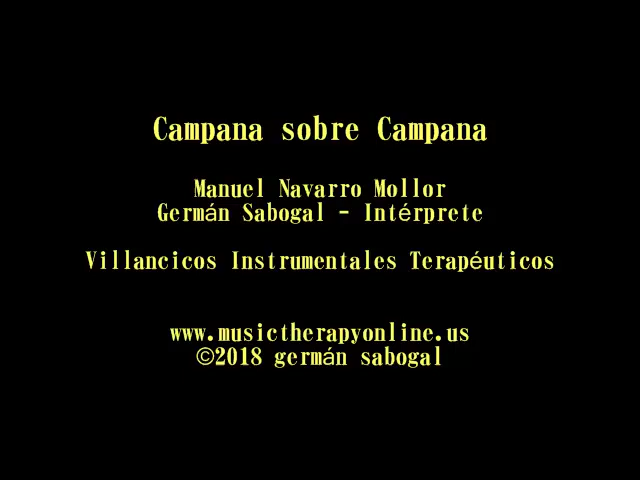 Campana sobre Campana
Manuel Navarro Mollor
Germán Sabogal - Intérprete
Villancicos Instrumentales Terapéuticos
www.musictherapyonline.us
©2018 germán sabogal